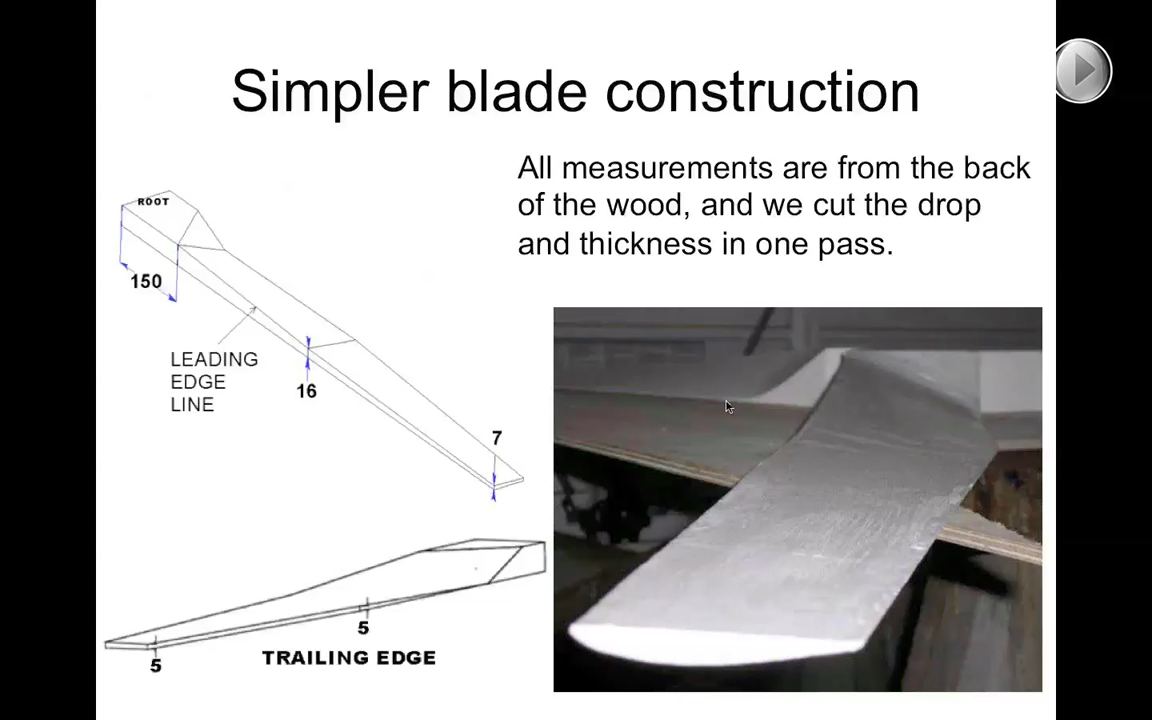 Simpler blade construction
All measurements are from the back
of the wood, and we cut the drop
and thickness in one pass.
ROOT
150
LEADING
EDGE
LINE
16
7
5
5
TRAILING EDGE